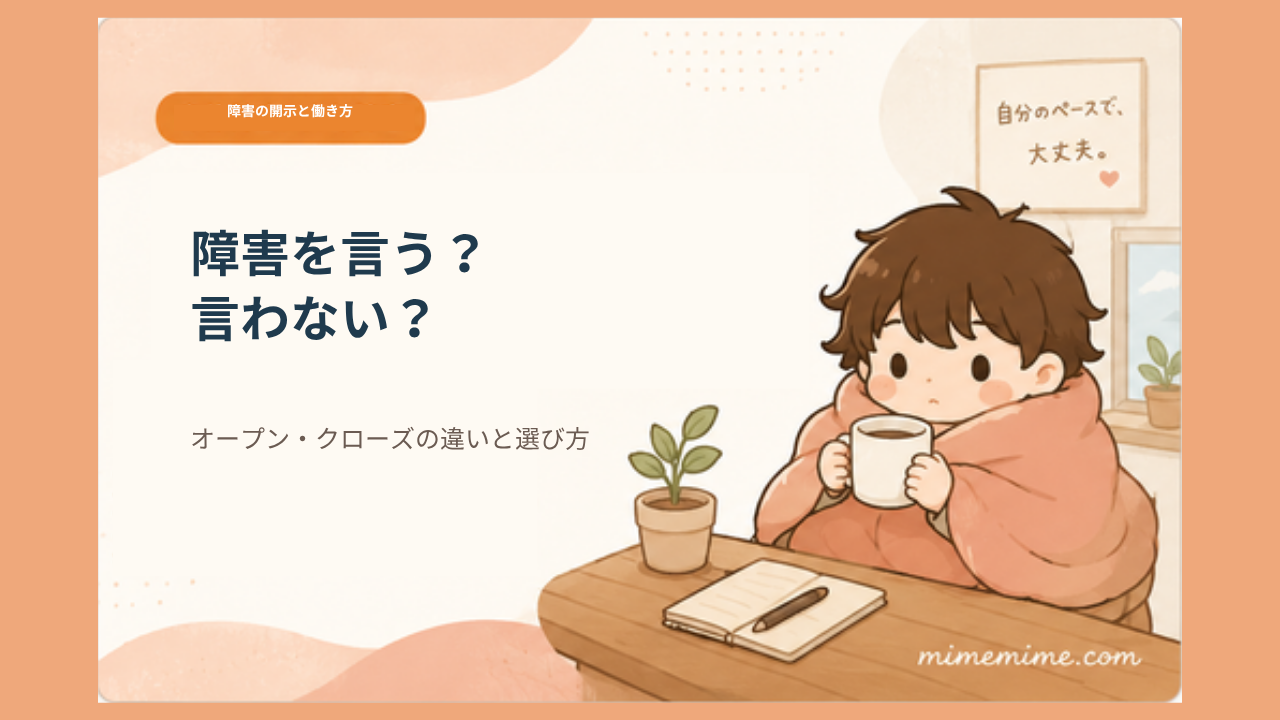 障害の開示と働き方
自分のペースで、
大丈夫。
障害を言う？
言わない？
オープン・クローズの違いと選び方
mimemime.com